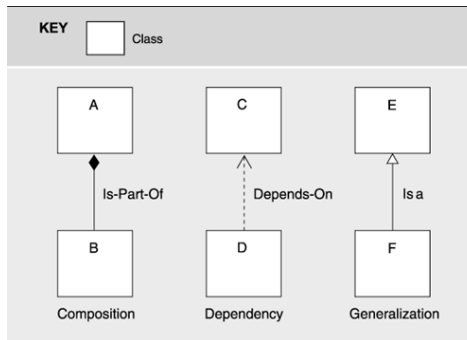 KEY
Class
A
C
E
Is-Part-Of
Depends-On
Is a
B
D
F
Composition
Dependency
Generalization